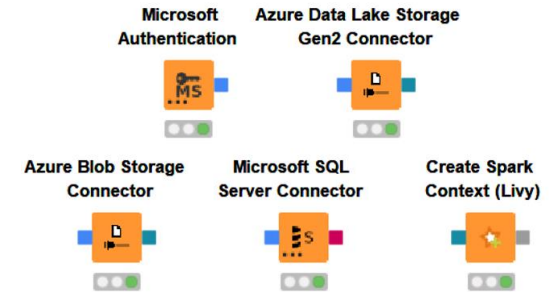 Microsoft
Authentication
Azure Data Lake Storage
Gen2 Connector
MS
Azure Blob Storage
Connector
Microsoft SQL
Server Connector
S
Create Spark
Context (Livy)